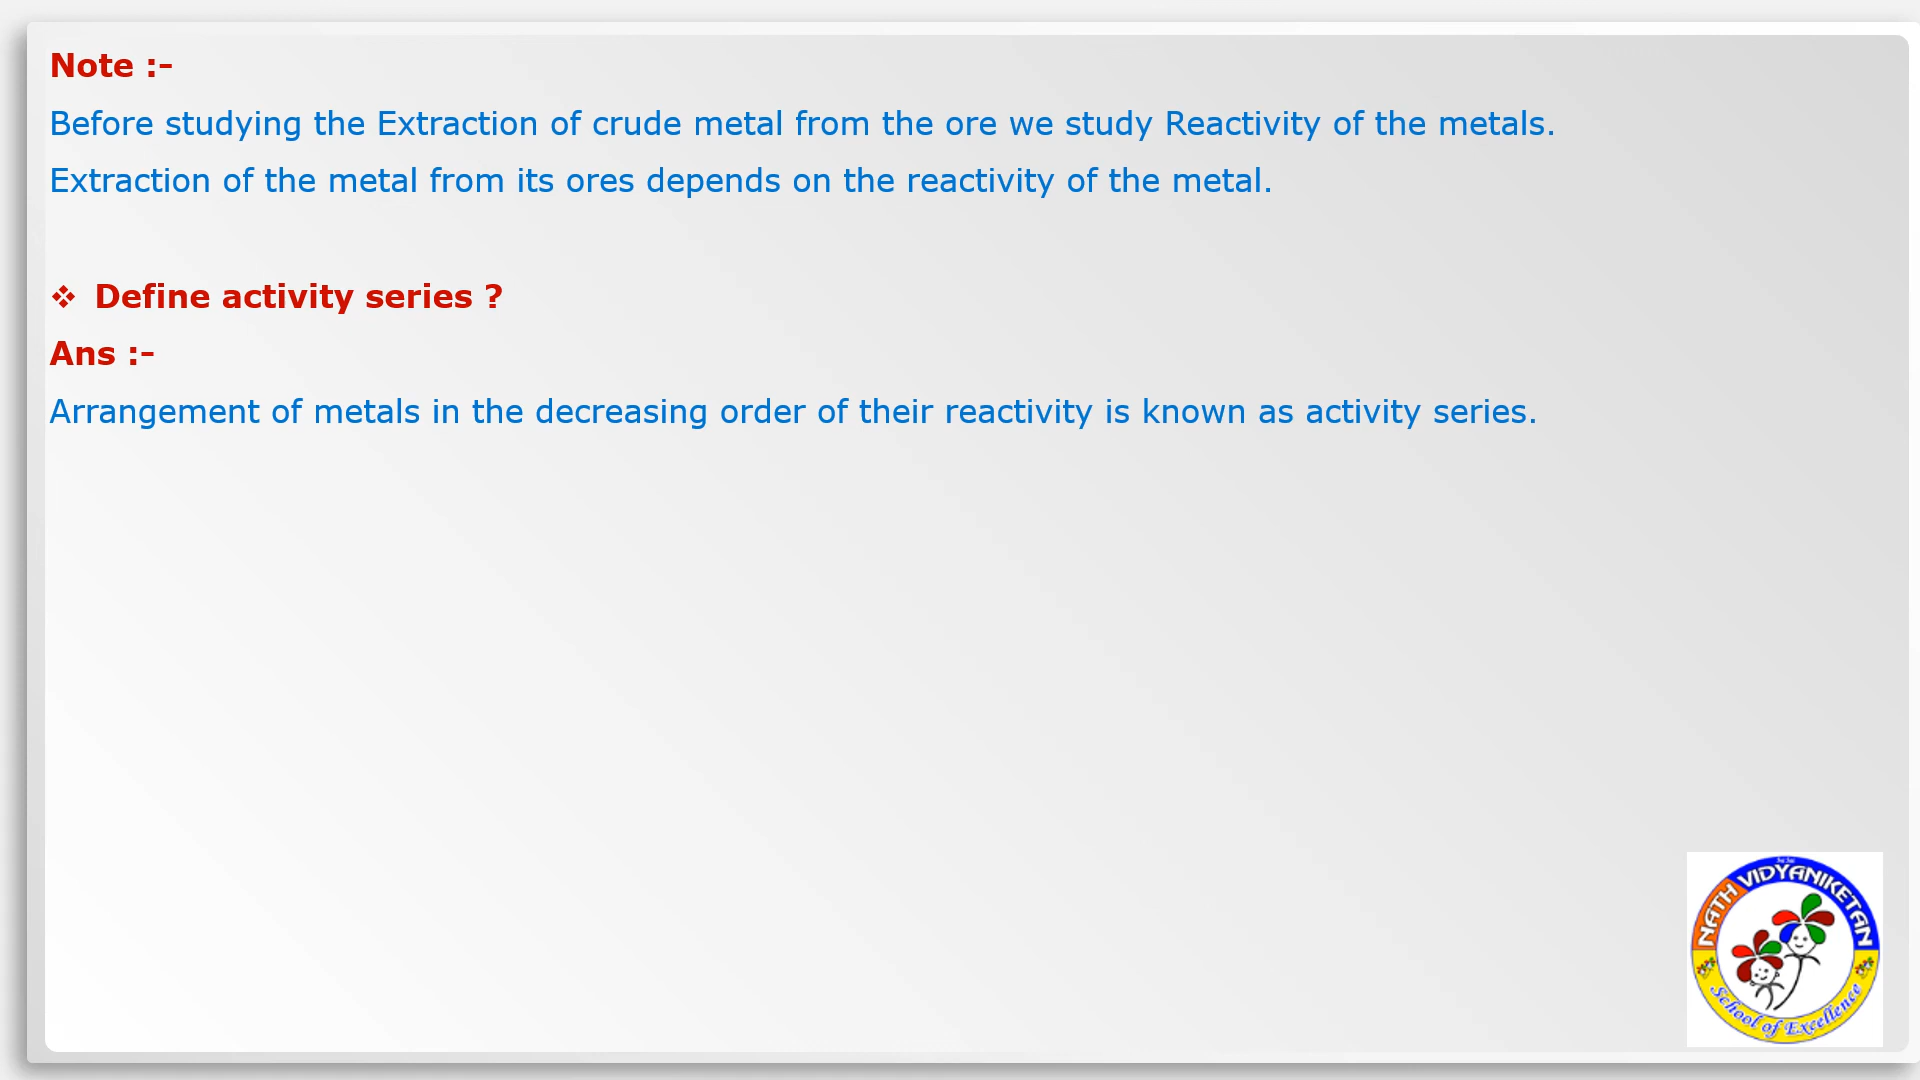 Note :–
Before studying the Extraction of crude metal from the ore we study Reactivity of the metals.
Extraction of the metal from its ores depends on the reactivity of the metal.
❖ Define activity series ?
Ans :–
Arrangement of metals in the decreasing order of their reactivity is known as activity series.
NATH VIDYANIKETAN
School of Excellence